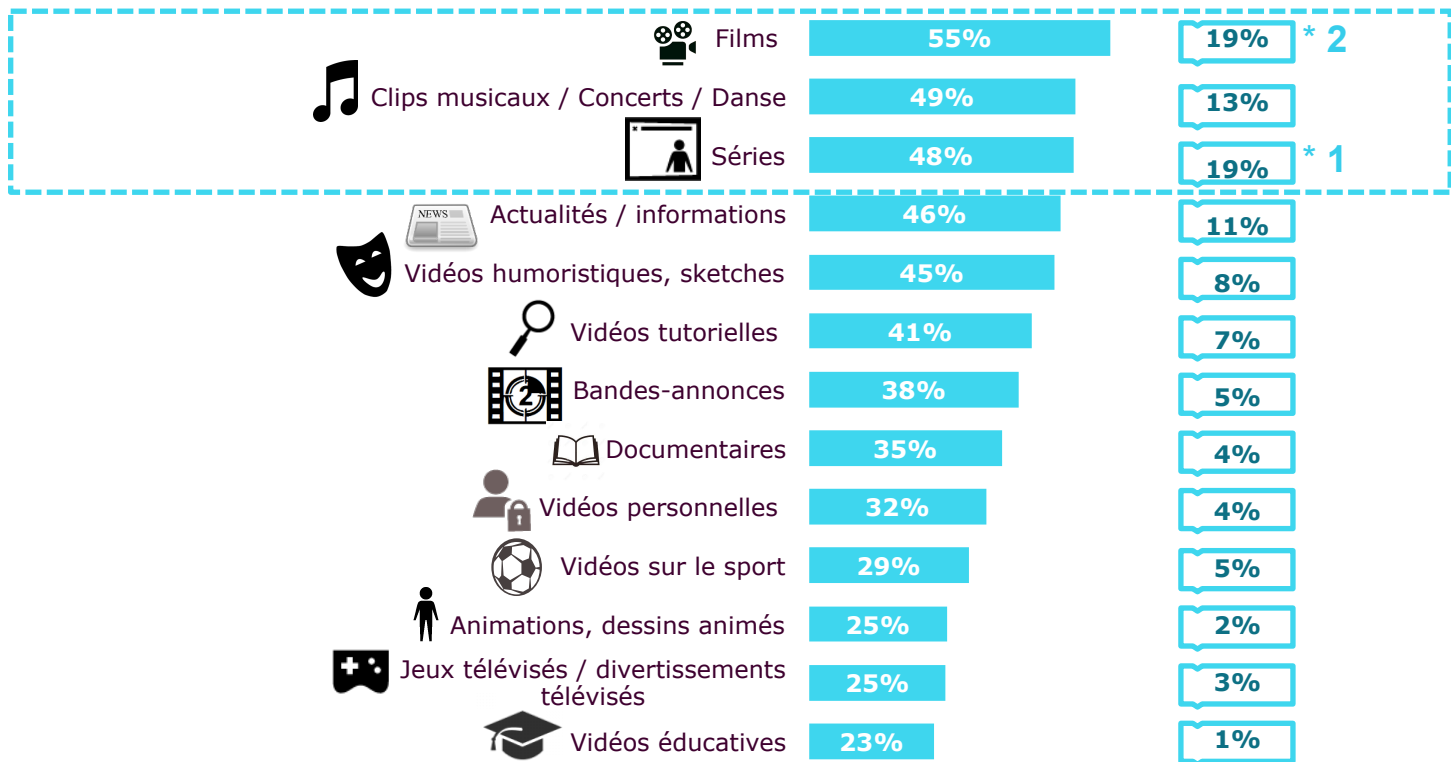 Films 55% 19% * 2
Clips musicaux / Concerts / Danse 49% 13%
Séries 48% 19% * 1
NEWS Actualités / informations 46% 11%
Vidéos humoristiques, sketches 45% 8%
Vidéos tutorielles 41% 7%
2 Bandes-annonces 38% 5%
Documentaires 35% 4%
Vidéos personnelles 32% 4%
Vidéos sur le sport 29% 5%
Animations, dessins animés 25% 2%
Jeux télévisés / divertissements
télévisés 25% 3%
Vidéos éducatives 23% 1%